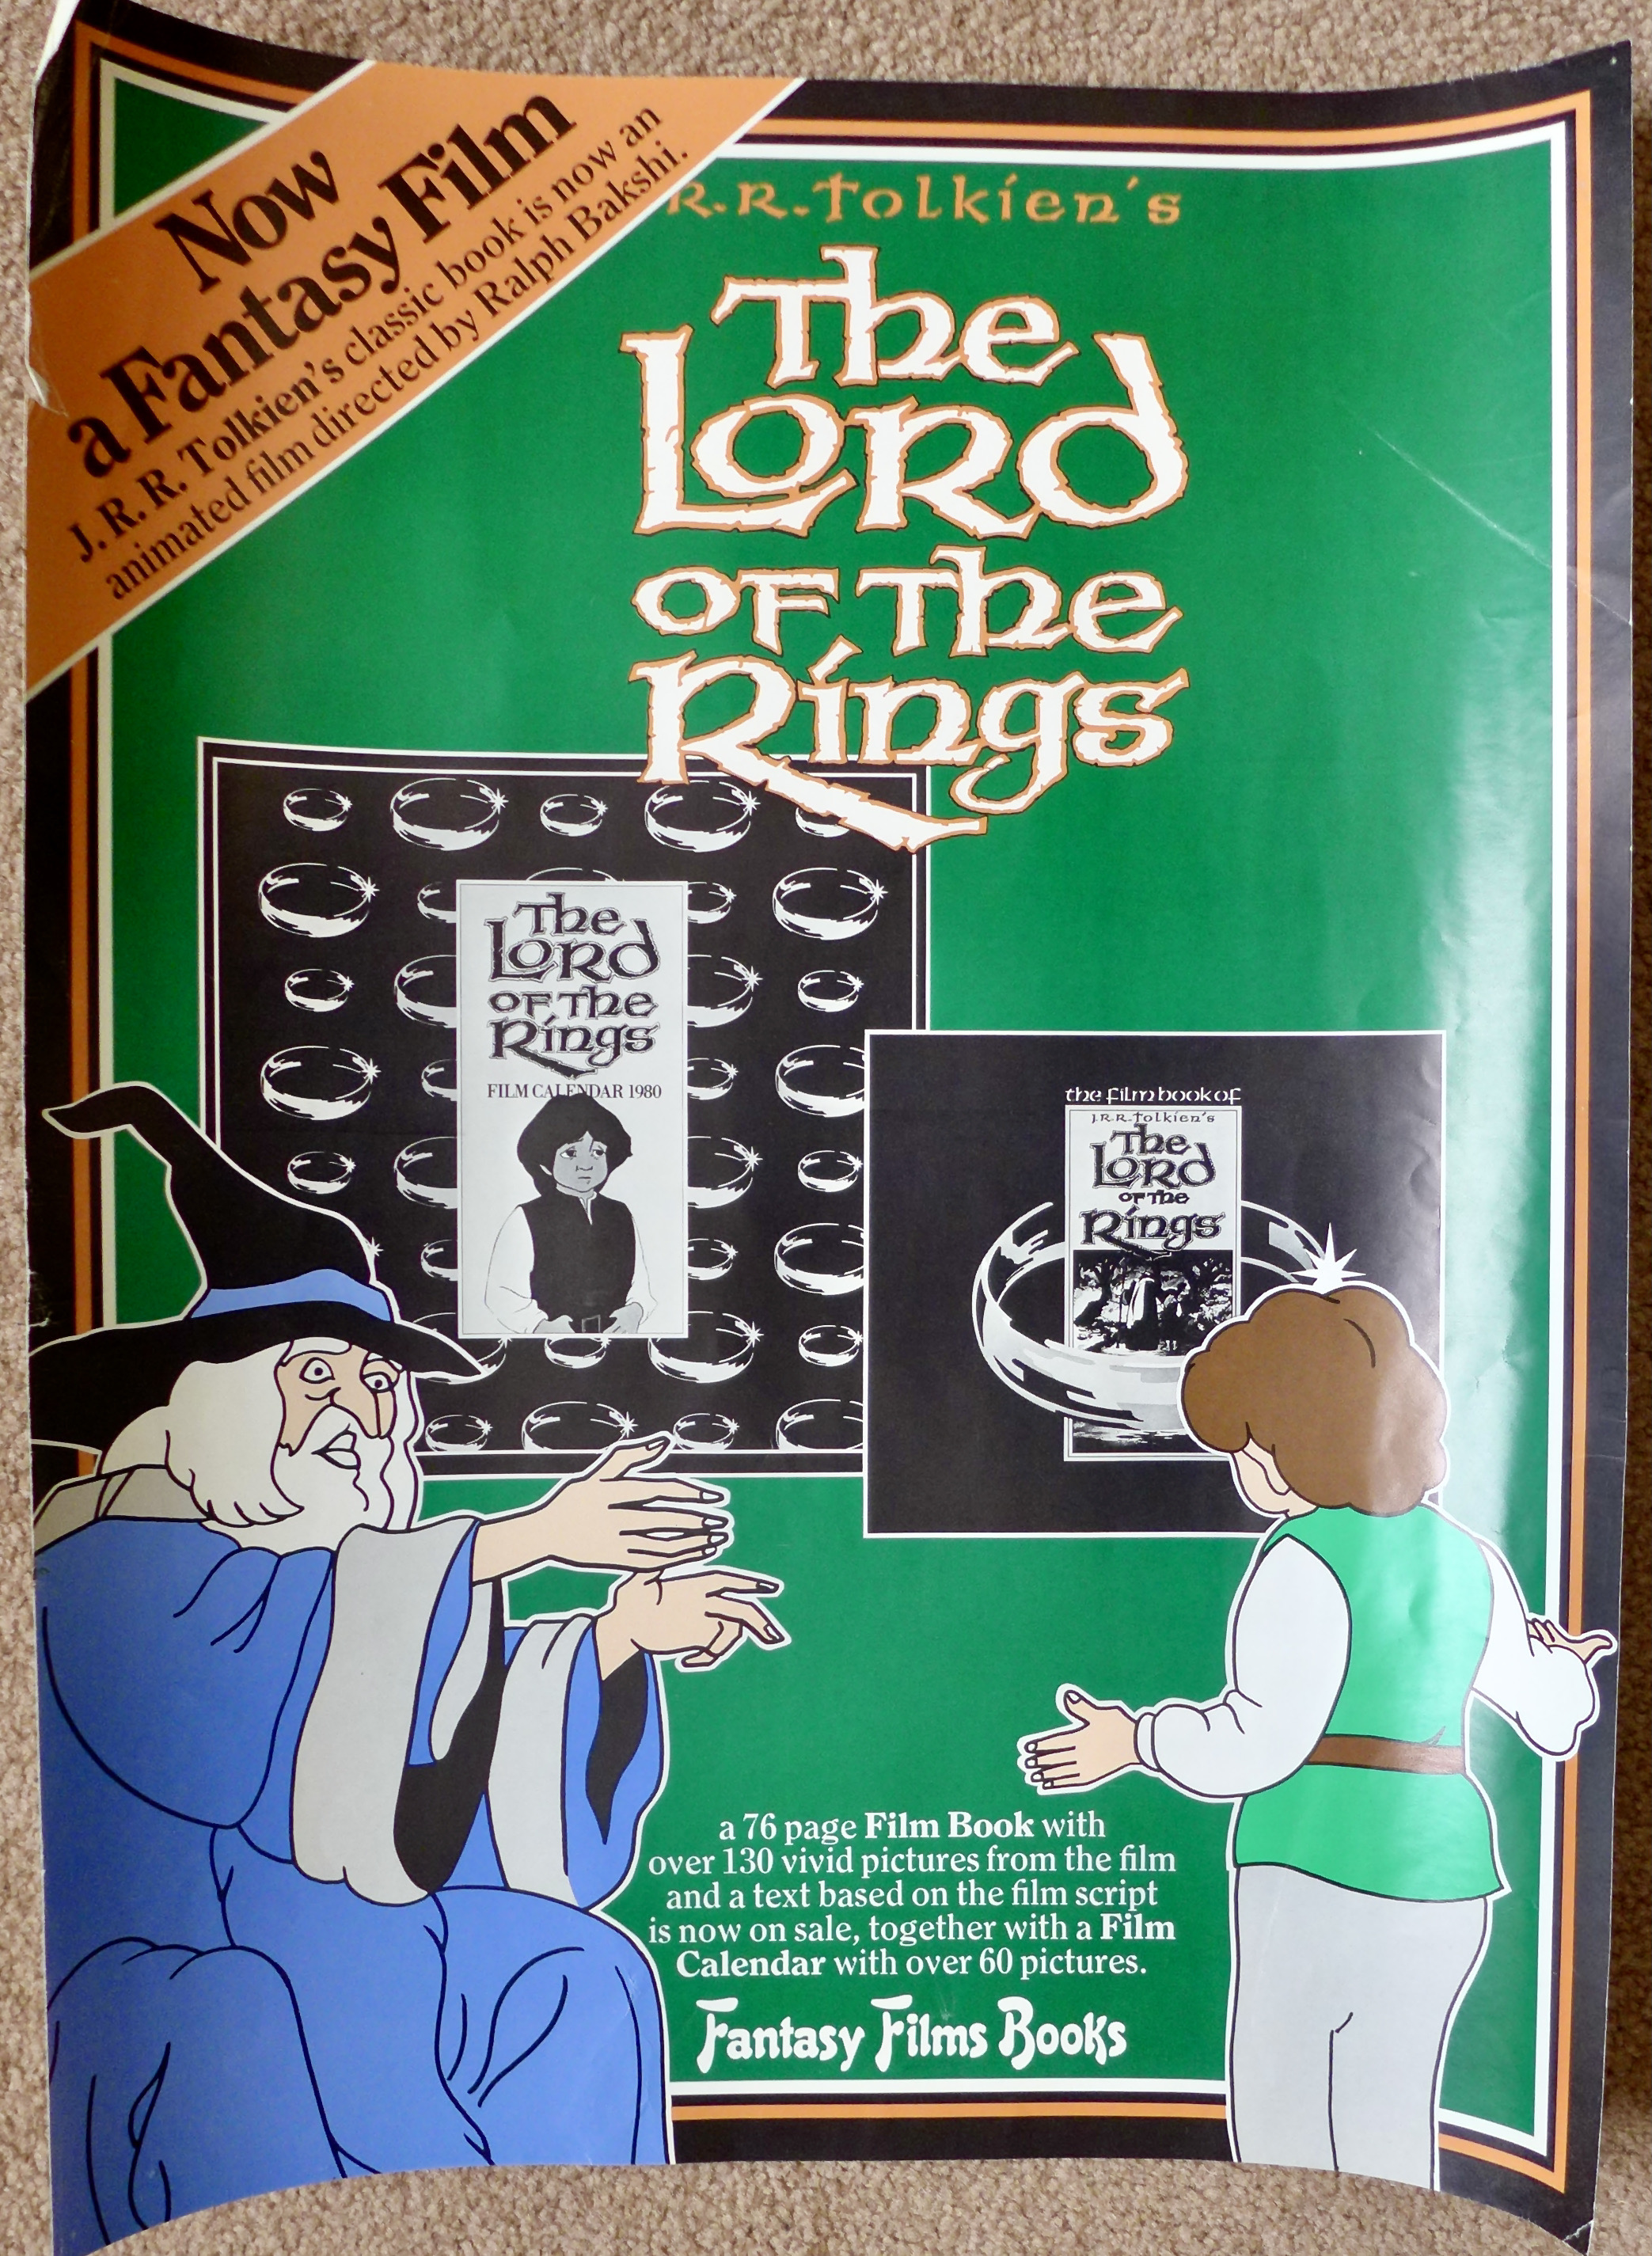 Now
a Fantasy Film
J. R. R. Tolkien's classic book is now an
animated film directed by Ralph Bakshi.
R.R.Tolkien's
The
Lord
of the
Rings
The
Lord
of the
Rings
FILM CALENDAR 1980
the film book of
J.R.R.Tolkien's
The
Lord
of the
Rings
a 76 page Film Book with
over 130 vivid pictures from the film
and a text based on the film script
is now on sale, together with a Film
Calendar with over 60 pictures.
Fantasy Films Books